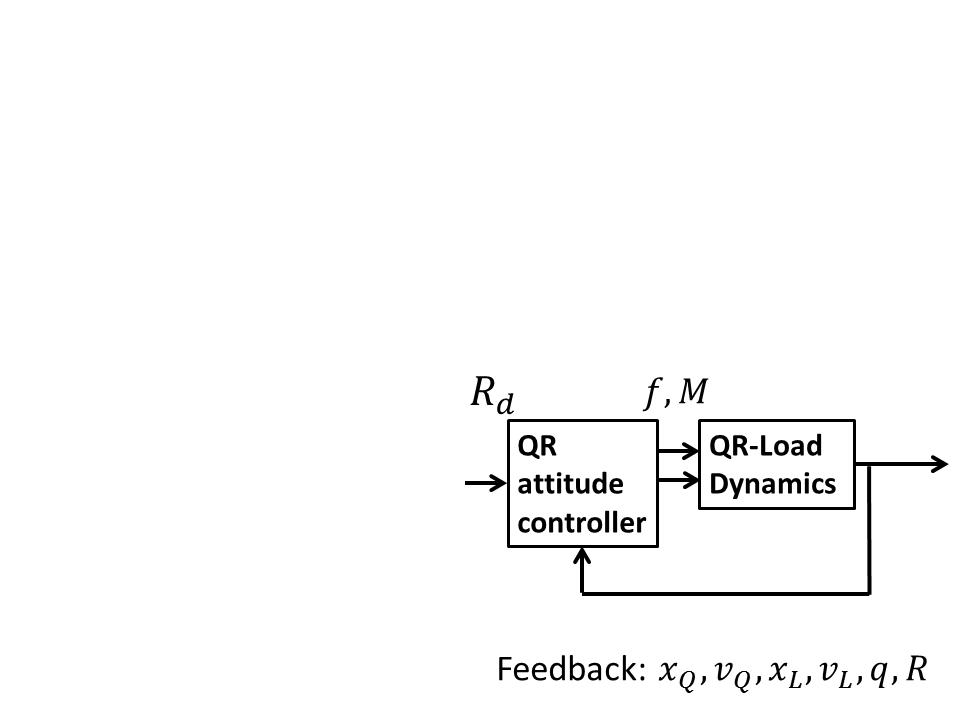 R_d
f, M
QR
attitude
controller
QR-Load
Dynamics
Feedback: x_Q, v_Q, x_L, v_L, q, R